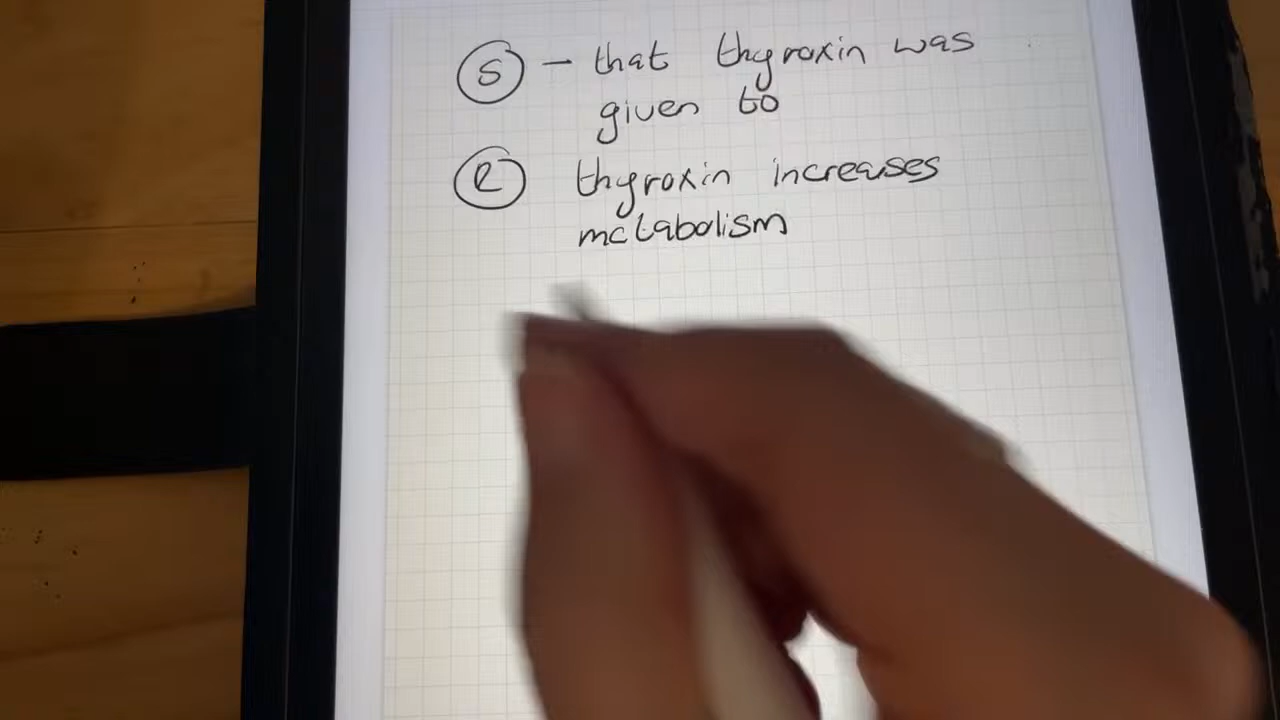 S – that thyroxin was
given to
R thyroxin increases
metabolism